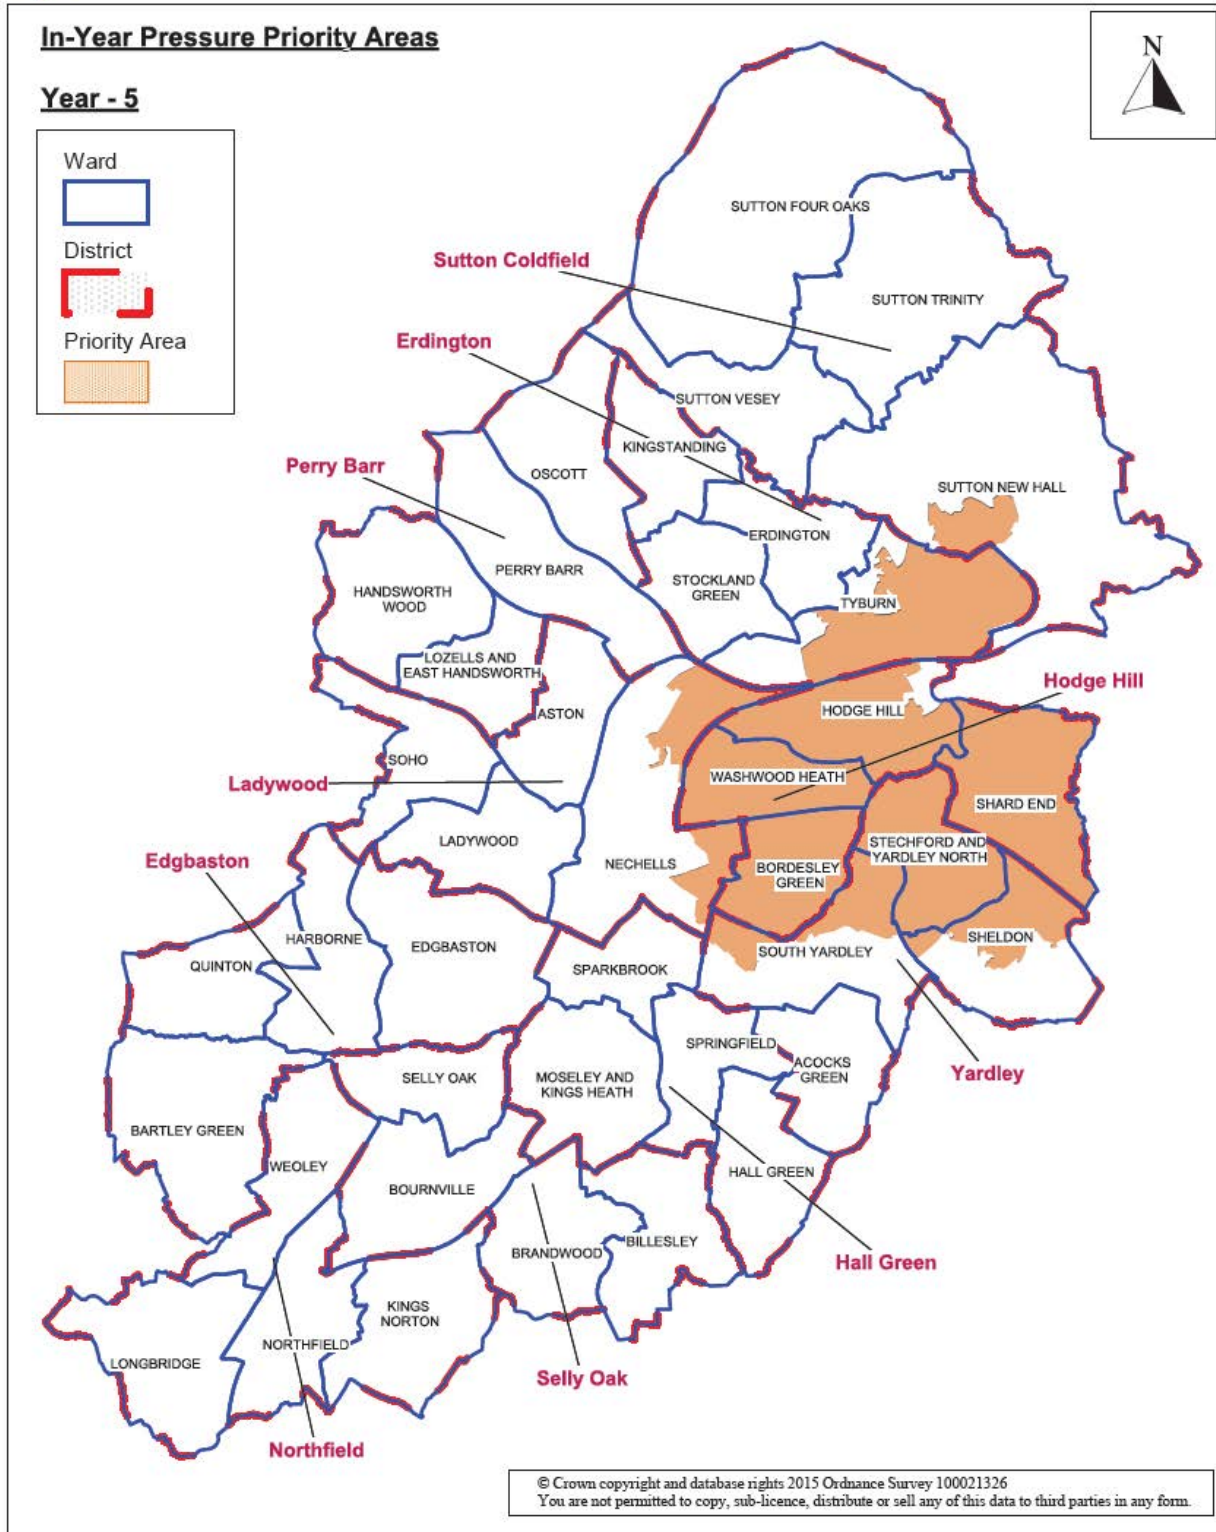 In-Year Pressure Priority Areas
Year - 5
Ward
District
Priority Area
N
SUTTON FOUR OAKS
Sutton Coldfield
SUTTON TRINITY
Erdington
SUTTON VESEY
KINGSTANDING
Perry Barr
OSCOTT
SUTTON NEW HALL
ERDINGTON
PERRY BARR
STOCKLAND
GREEN
HANDSWORTH
WOOD
TYBURN
LOZELLS AND
EAST HANDSWORTH
Hodge Hill
ASTON
HODGE HILL
SOHO
WASHWOOD HEATH
Ladywood
SHARD END
LADYWOOD
STECHFORD AND
YARDLEY NORTH
Edgbaston
NECHELLS
BORDESLEY
GREEN
HARBORNE
EDGBASTON
SHELDON
SOUTH YARDLEY
QUINTON
SPARKBROOK
SPRINGFIELD
ACOCKS
GREEN
Yardley
SELLY OAK
MOSELEY AND
KINGS HEATH
BARTLEY GREEN
WEOLEY
HALL GREEN
BOURNVILLE
BILLESLEY
BRANDWOOD
Hall Green
KINGS
NORTON
NORTHFIELD
LONGBRIDGE
Selly Oak
Northfield
© Crown copyright and database rights 2015 Ordnance Survey 100021326
You are not permitted to copy, sub-licence, distribute or sell any of this data to third parties in any form.